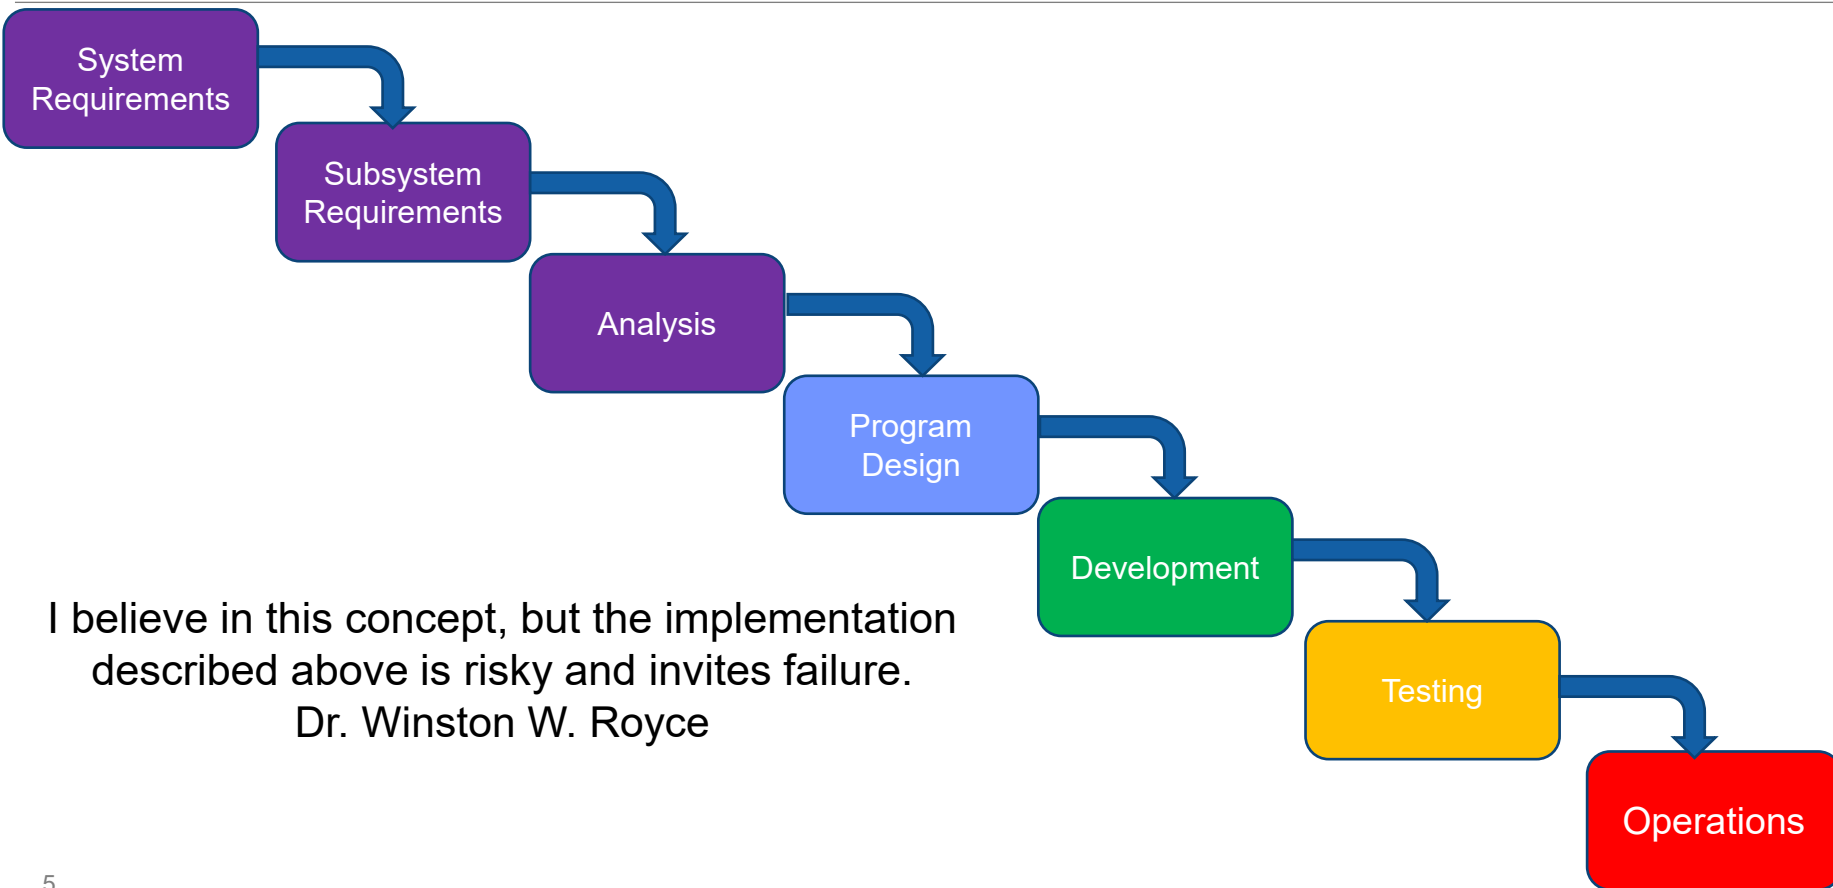 System
Requirements
Subsystem
Requirements
Analysis
Program
Design
Development
I believe in this concept, but the implementation
described above is risky and invites failure.
Dr. Winston W. Royce
Testing
Operations
5